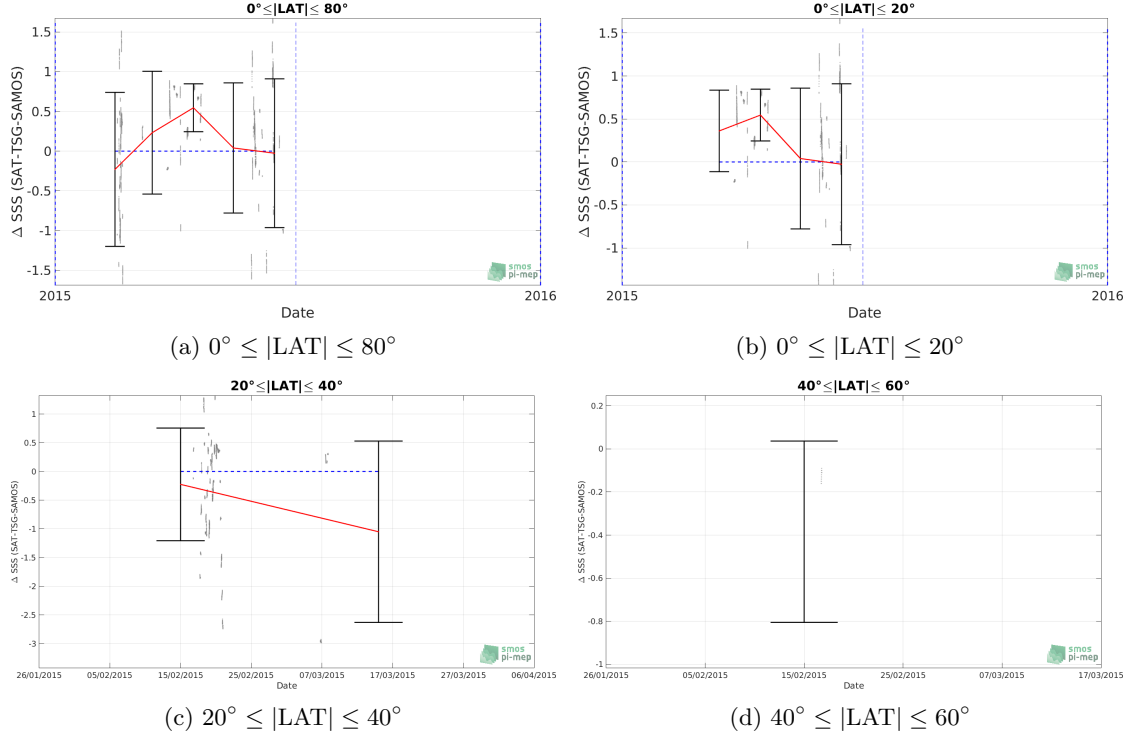 0°≤|LAT|≤ 80°
1.5
1
0.5
0
-0.5
-1
-1.5
Δ SSS (SAT-TSG-SAMOS)
2015
2016
Date
smos
pi-mep
(a) 0° ≤ |LAT| ≤ 80°
0°≤|LAT|≤ 20°
1.5
1
0.5
0
-0.5
-1
Δ SSS (SAT-TSG-SAMOS)
2015
2016
Date
smos
pi-mep
(b) 0° ≤ |LAT| ≤ 20°
20°≤|LAT|≤ 40°
1
0.5
0
-0.5
-1
-1.5
-2
-2.5
-3
Δ SSS (SAT-TSG-SAMOS)
26/01/2015 05/02/2015 15/02/2015 25/02/2015 07/03/2015 17/03/2015 27/03/2015 06/04/2015
Date
smos
pi-mep
(c) 20° ≤ |LAT| ≤ 40°
40°≤|LAT|≤ 60°
0.2
0
-0.2
-0.4
-0.6
-0.8
-1
Δ SSS (SAT-TSG-SAMOS)
26/01/2015 05/02/2015 15/02/2015 25/02/2015 07/03/2015 17/03/2015
Date
smos
pi-mep
(d) 40° ≤ |LAT| ≤ 60°